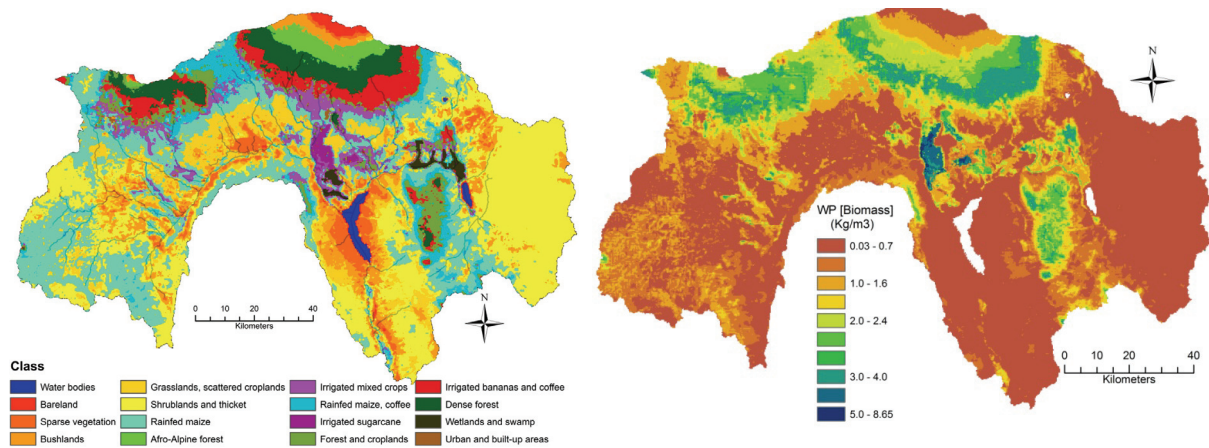 N
0 20 40
Kilometers
Class
Water bodies
Bareland
Sparse vegetation
Bushlands
Grasslands, scattered croplands
Shrublands and thicket
Rainfed maize
Afro-Alpine forest
Irrigated mixed crops
Rainfed maize, coffee
Irrigated sugarcane
Forest and croplands
Irrigated bananas and coffee
Dense forest
Wetlands and swamp
Urban and built-up areas
N
WP [Biomass]
(Kg/m3)
0.03 - 0.7
1.0 - 1.6
2.0 - 2.4
3.0 - 4.0
5.0 - 8.65
0 10 20 40
Kilometers